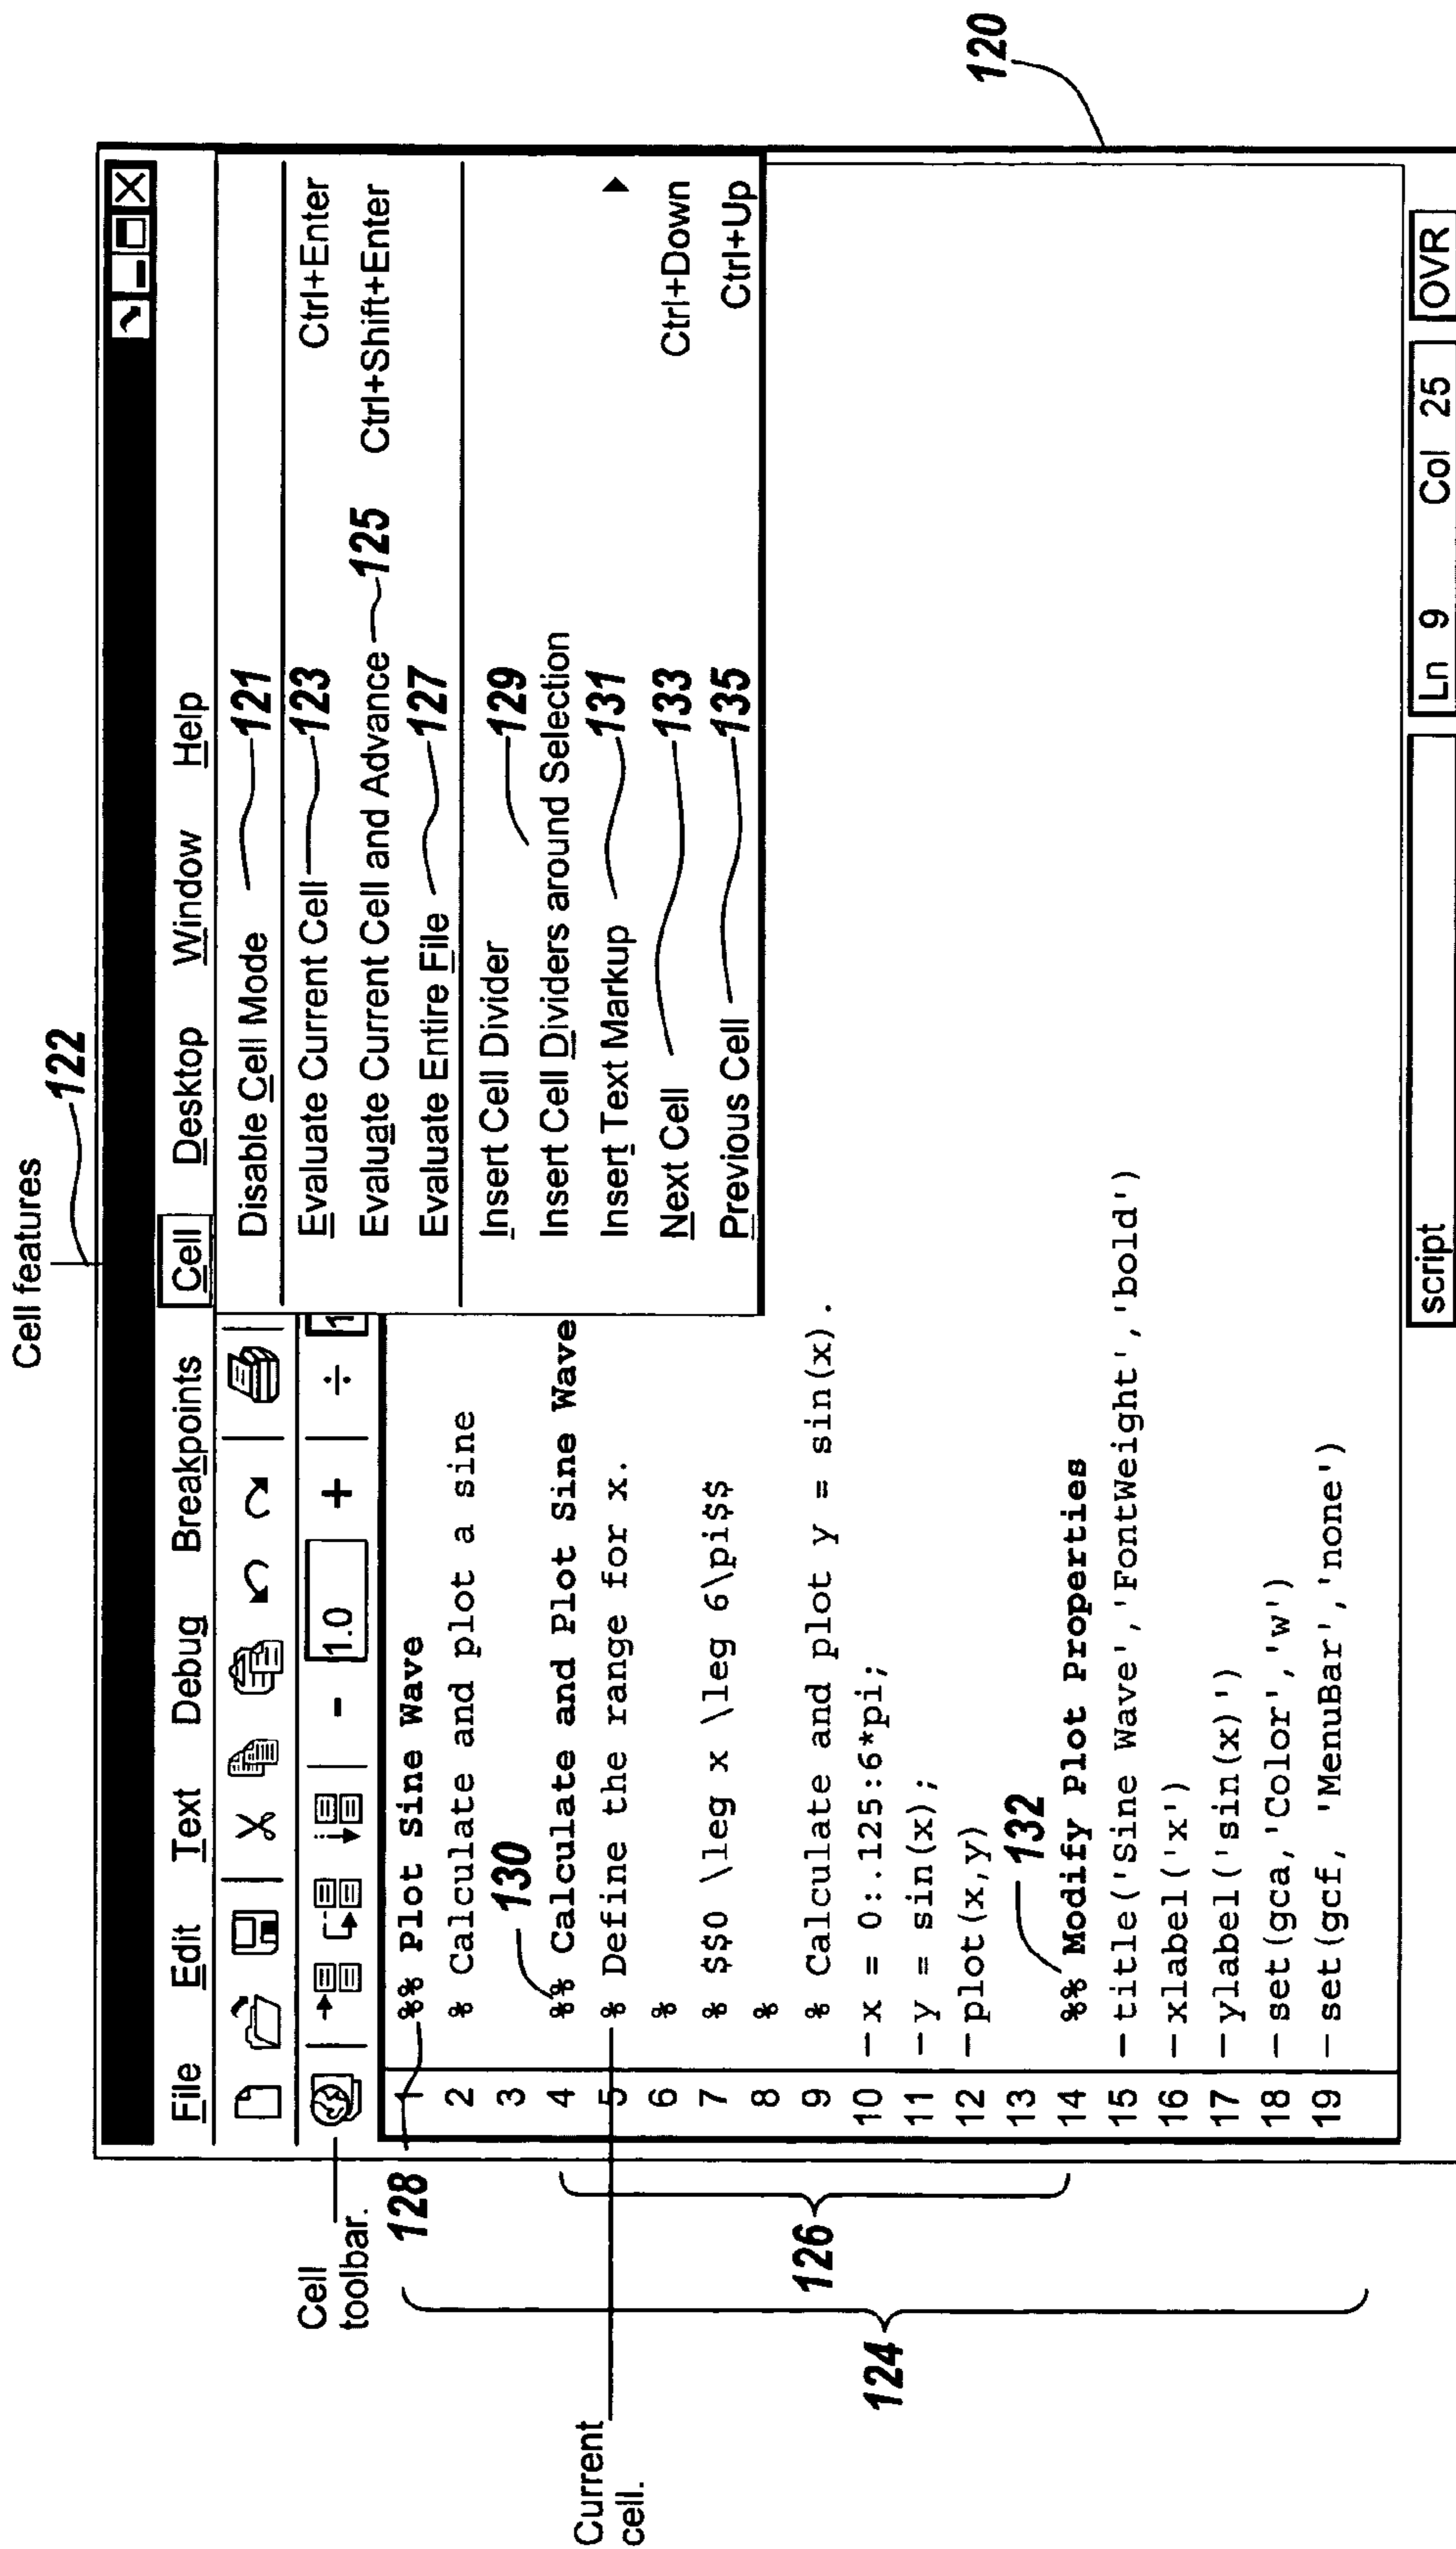 Cell features
122
File Edit Text Debug Breakpoints Cell Desktop Window Help
Disable Cell Mode 121
Evaluate Current Cell 123 Ctrl+Enter
Evaluate Current Cell and Advance 125 Ctrl+Shift+Enter
Evaluate Entire File 127
Insert Cell Divider 129
Insert Cell Dividers around Selection
Insert Text Markup 131
Next Cell 133 Ctrl+Down
Previous Cell 135 Ctrl+Up
Cell
toolbar.
- 1.0 + ÷ 1
128
1 %% Plot Sine Wave
2 % Calculate and plot a sine
3
130
4 %% Calculate and Plot Sine Wave
Current
cell.
5 % Define the range for x.
6 %
7 % $$0 \leg x \leg 6\pi$$
8 %
9 % Calculate and plot y = sin(x).
10 –x = 0:.125:6*pi;
11 –y = sin(x);
12 –plot(x,y)
13
132
14 %% Modify Plot Properties
15 –title('Sine Wave','FontWeight','bold')
16 –xlabel('x')
17 –ylabel('sin(x)')
18 –set(gca,'Color','w')
19 –set(gcf, 'MenuBar','none')
126
124
120
script Ln 9 Col 25 OVR